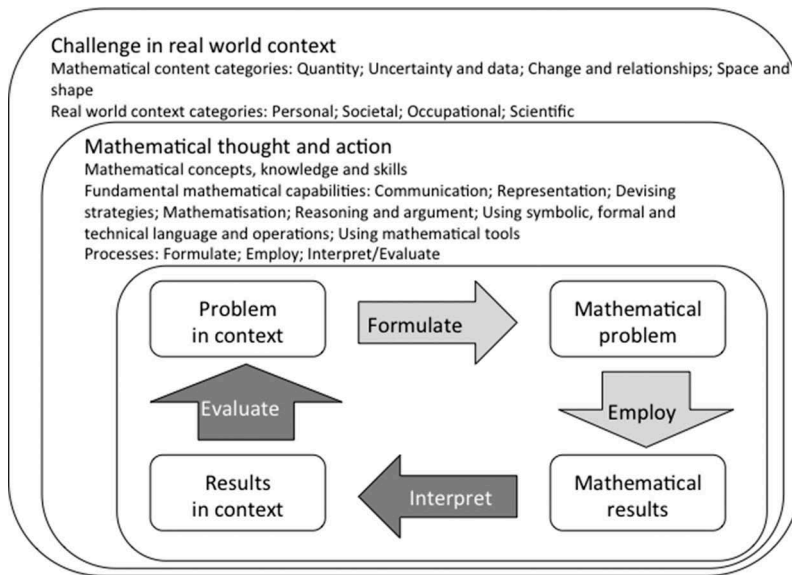 Challenge in real world context
Mathematical content categories: Quantity; Uncertainty and data; Change and relationships; Space and
shape
Real world context categories: Personal; Societal; Occupational; Scientific
Mathematical thought and action
Mathematical concepts, knowledge and skills
Fundamental mathematical capabilities: Communication; Representation; Devising
strategies; Mathematisation; Reasoning and argument; Using symbolic, formal and
technical language and operations; Using mathematical tools
Processes: Formulate; Employ; Interpret/Evaluate
Problem
in context
Formulate
Mathematical
problem
Evaluate
Employ
Results
in context
Interpret
Mathematical
results